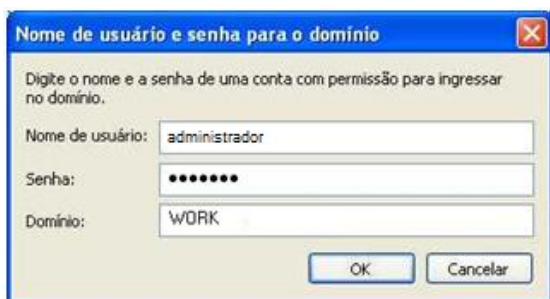 Nome de usuário e senha para o domínio
Digite o nome e a senha de uma conta com permissão para ingressar
no domínio.
Nome de usuário: administrador
Senha: •••••••
Domínio: WORK
OK Cancelar